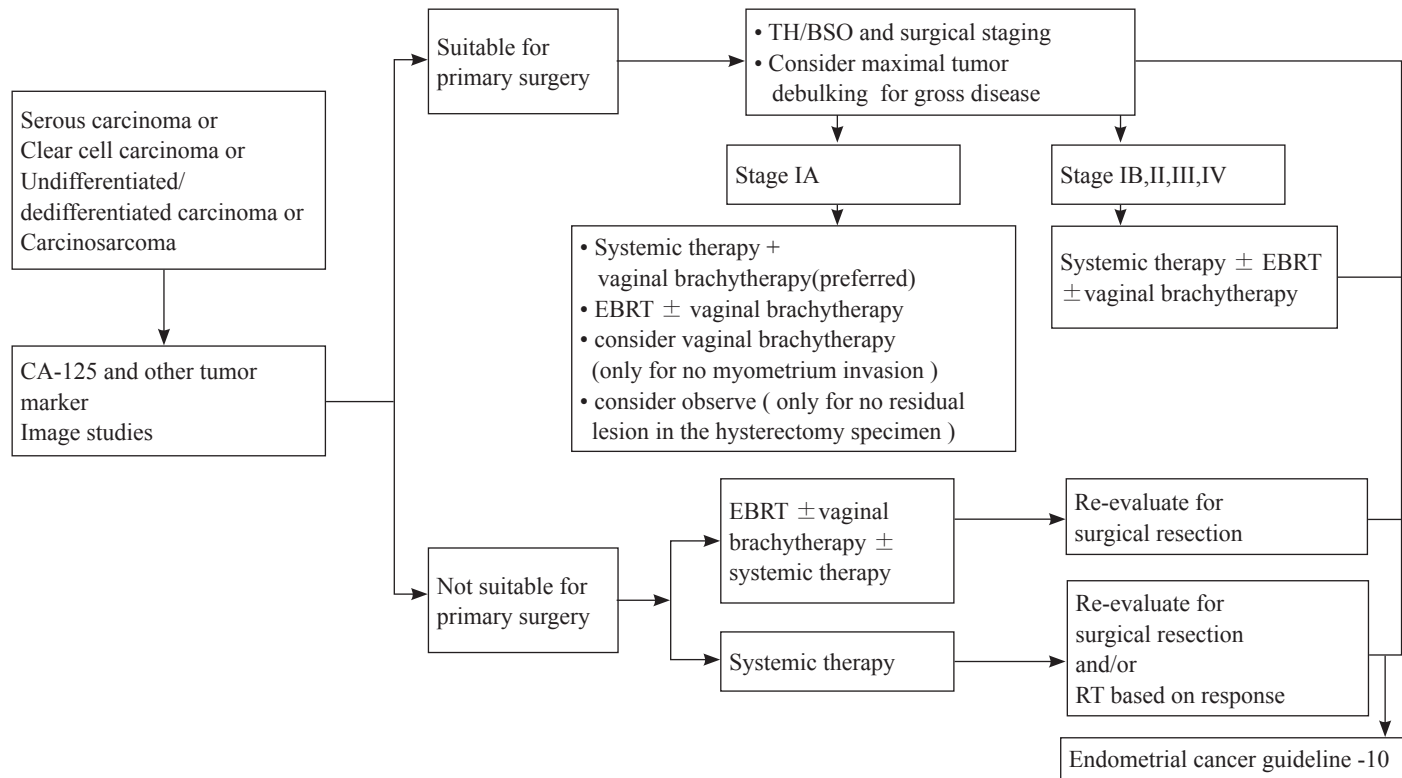 Serous carcinoma or
Clear cell carcinoma or
Undifferentiated/
dedifferentiated carcinoma or
Carcinosarcoma
CA-125 and other tumor
marker
Image studies
Suitable for
primary surgery
• TH/BSO and surgical staging
• Consider maximal tumor
debulking for gross disease
Stage IA
Stage IB,II,III,IV
• Systemic therapy +
vaginal brachytherapy(preferred)
• EBRT ± vaginal brachytherapy
• consider vaginal brachytherapy
(only for no myometrium invasion )
• consider observe ( only for no residual
lesion in the hysterectomy specimen )
Systemic therapy ± EBRT
±vaginal brachytherapy
Not suitable for
primary surgery
EBRT ±vaginal
brachytherapy ±
systemic therapy
Re-evaluate for
surgical resection
Systemic therapy
Re-evaluate for
surgical resection
and/or
RT based on response
Endometrial cancer guideline -10